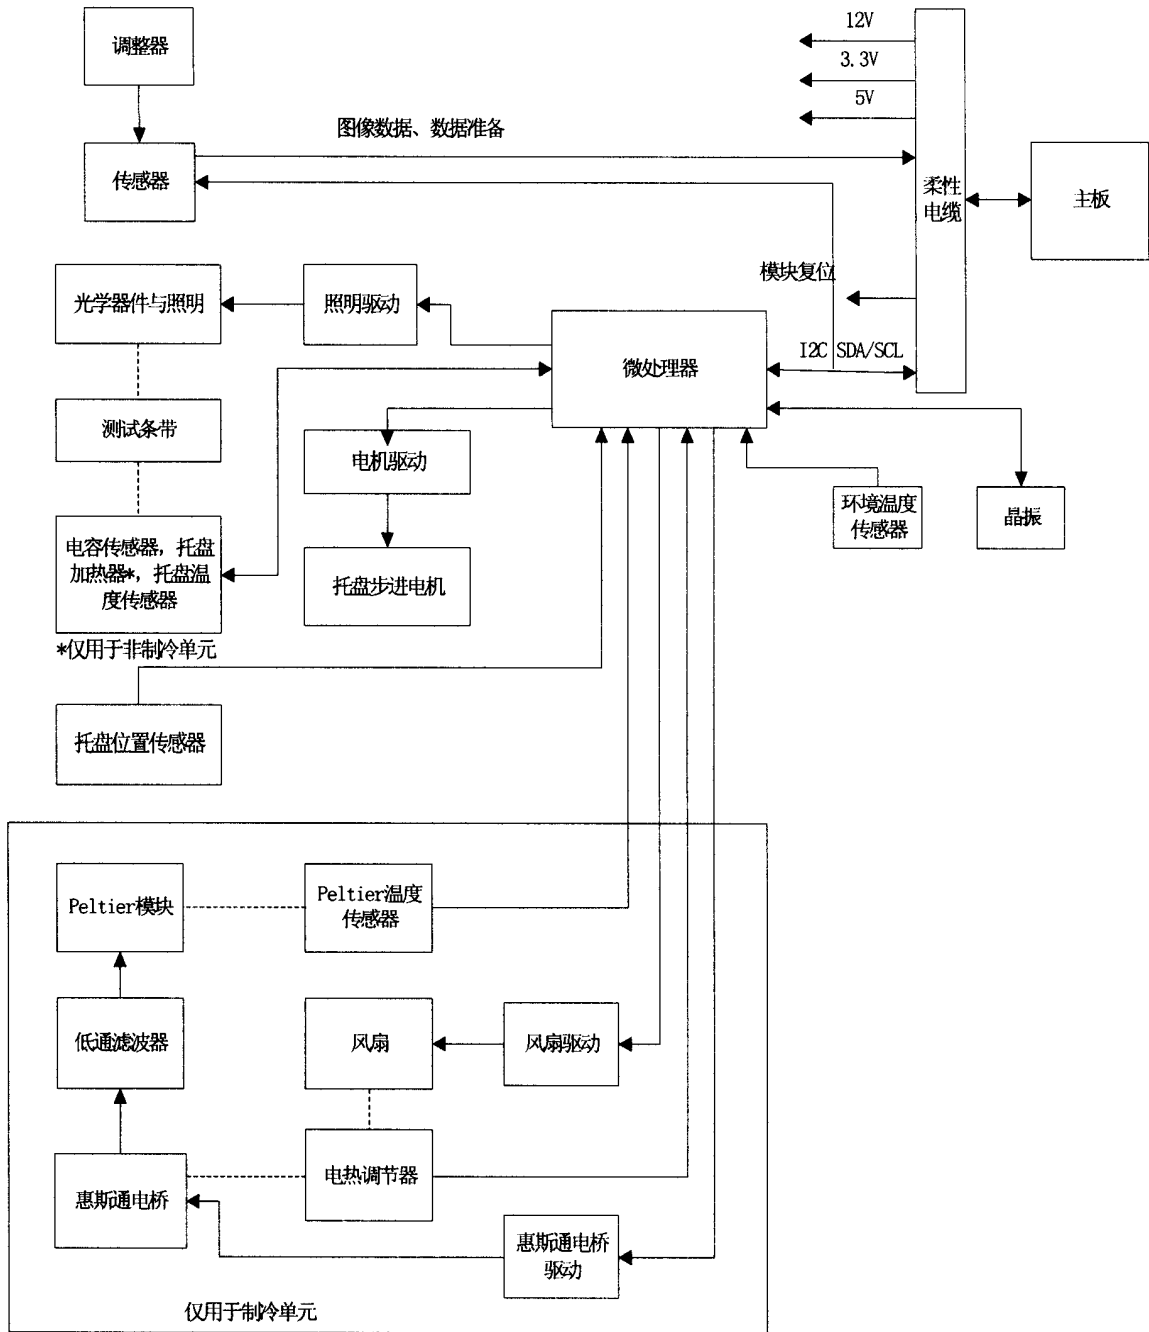 调整器
12V
3.3V
5V
图像数据、数据准备
传感器
柔性
电缆
主板
模块复位
光学器件与照明
照明驱动
微处理器
I2C SDA/SCL
测试条带
电机驱动
环境温度
传感器
晶振
电容传感器，托盘
加热器*，托盘温
度传感器
托盘步进电机
*仅用于非制冷单元
托盘位置传感器
Peltier模块
Peltier温度
传感器
低通滤波器
风扇
风扇驱动
惠斯通电桥
电热调节器
惠斯通电桥
驱动
仅用于制冷单元